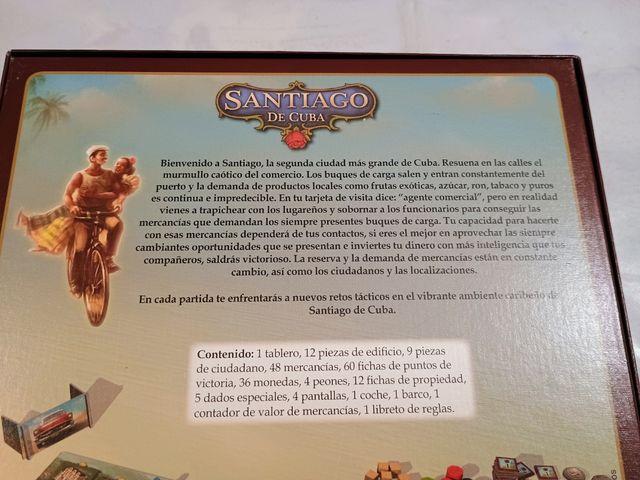 SANTIAGO
DE CUBA
Bienvenido a Santiago, la segunda ciudad más grande de Cuba. Resuena en las calles el
murmullo caótico del comercio. Los buques de carga salen y entran constantemente del
puerto y la demanda de productos locales como frutas exóticas, azúcar, ron, tabaco y puros
es continua e impredecible. En tu tarjeta de visita dice: "agente comercial", pero en realidad
vienes a trapichear con los lugareños y sobornar a los funcionarios para conseguir las
mercancías que demandan los siempre presentes buques de carga. Tu capacidad para hacerte
con esas mercancías dependerá de tus contactos, si eres el mejor en aprovechar las siempre
cambiantes oportunidades que se presentan e inviertes tu dinero con más inteligencia que tus
compañeros, saldrás victorioso. La reserva y la demanda de mercancías están en constante
cambio, así como los ciudadanos y las localizaciones.
En cada partida te enfrentarás a nuevos retos tácticos en el vibrante ambiente caribeño de
Santiago de Cuba.
Contenido: 1 tablero, 12 piezas de edificio, 9 piezas
de ciudadano, 48 mercancías, 60 fichas de puntos de
victoria, 36 monedas, 4 peones, 12 fichas de propiedad,
5 dados especiales, 4 pantallas, 1 coche, 1 barco, 1
contador de valor de mercancías, 1 libreto de reglas.